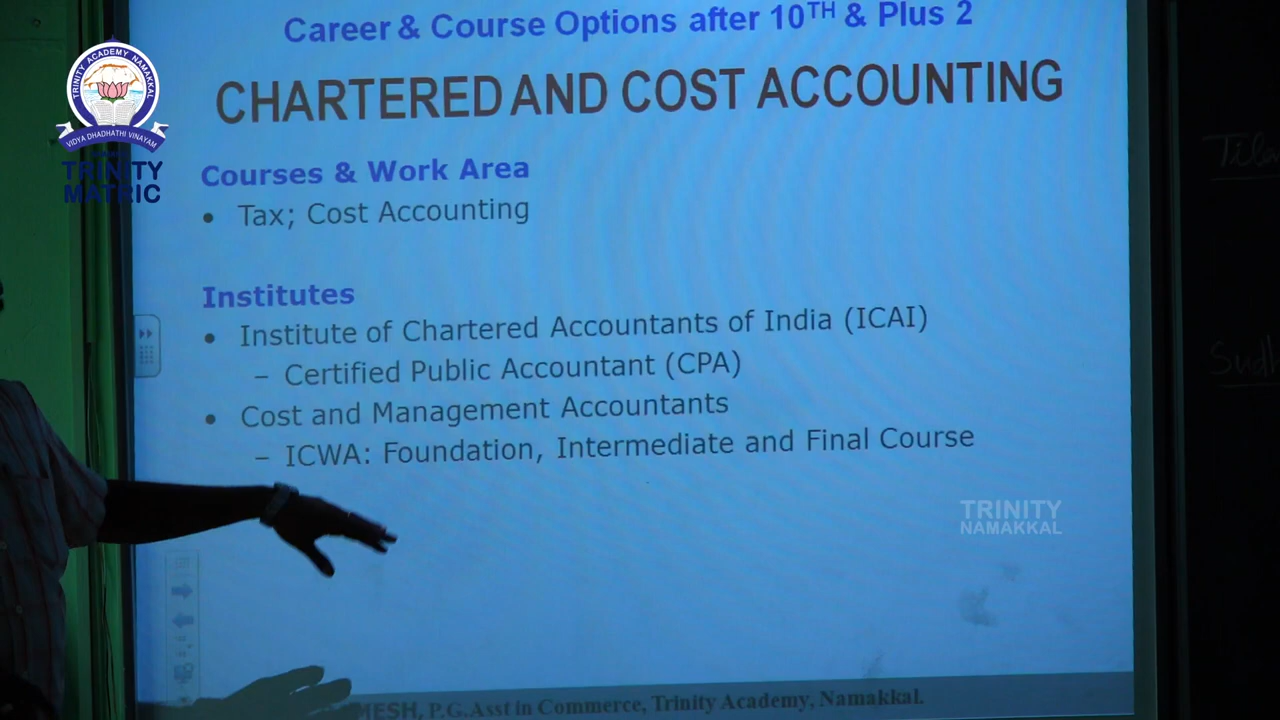 Career & Course Options after 10TH & Plus 2
CHARTERED AND COST ACCOUNTING
TRINITY ACADEMY NAMAKKAL
VIDYA DHADHATHI VINAYAM
TRINITY
MATRIC
Courses & Work Area
• Tax; Cost Accounting
Institutes
• Institute of Chartered Accountants of India (ICAI)
– Certified Public Accountant (CPA)
• Cost and Management Accountants
– ICWA: Foundation, Intermediate and Final Course
TRINITY
NAMAKKAL
MESH, P.G.Asst in Commerce, Trinity Academy, Namakkal.